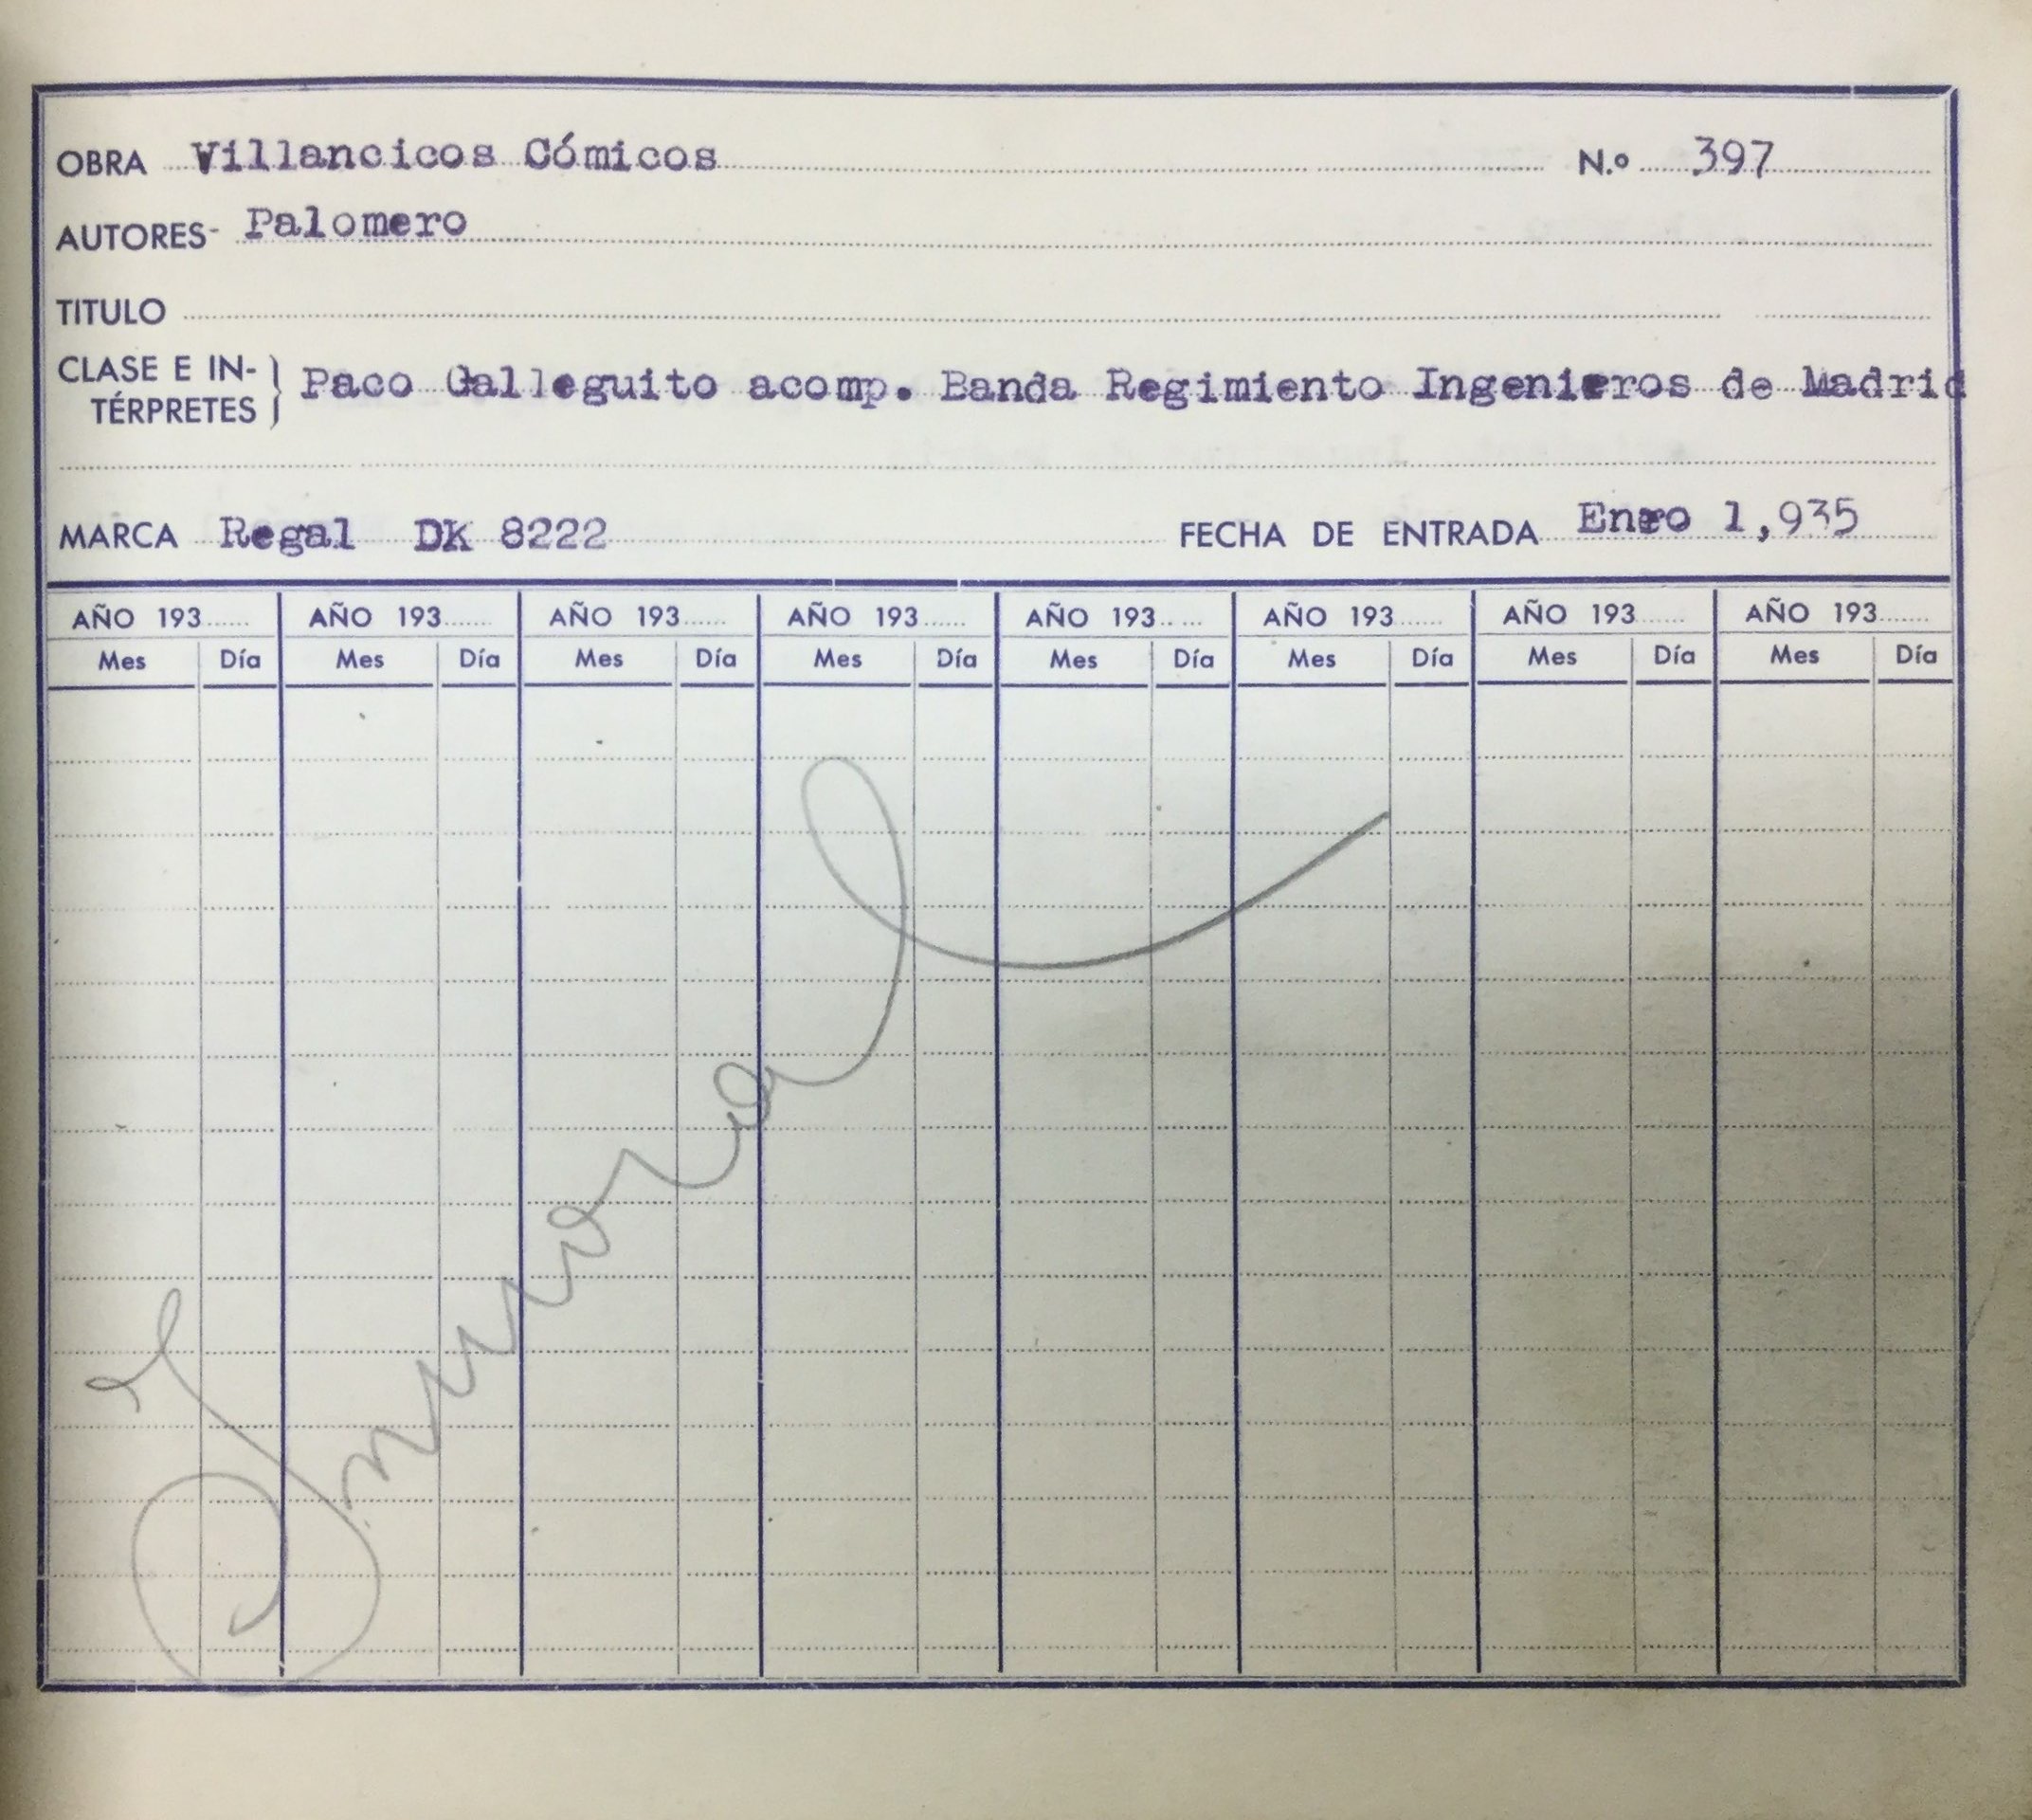 OBRA Villancicos Cómicos N.º 397
AUTORES- Palomero
TITULO
CLASE E IN-
TÉRPRETES } Paco Galleguito acomp. Banda Regimiento Ingenieros de Madrid
MARCA Regal DK 8222 FECHA DE ENTRADA Enero 1,935
AÑO 193 AÑO 193 AÑO 193 AÑO 193 AÑO 193 AÑO 193 AÑO 193 AÑO 193
Mes Día Mes Día Mes Día Mes Día Mes Día Mes Día Mes Día Mes Día
Inmoral